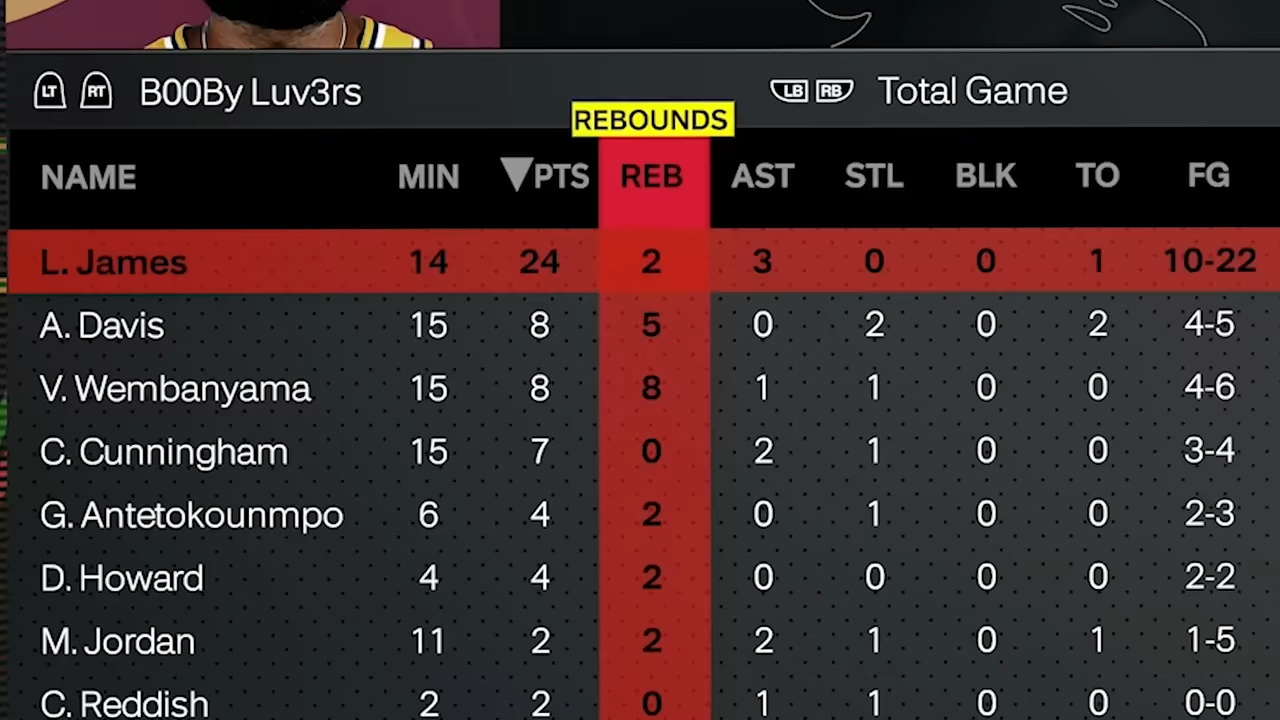 LT RT B00By Luv3rs LB RB Total Game
REBOUNDS
NAME MIN ▼PTS REB AST STL BLK TO FG
L. James 14 24 2 3 0 0 1 10-22
A. Davis 15 8 5 0 2 0 2 4-5
V. Wembanyama 15 8 8 1 1 0 0 4-6
C. Cunningham 15 7 0 2 1 0 0 3-4
G. Antetokounmpo 6 4 2 0 1 0 0 2-3
D. Howard 4 4 2 0 0 0 0 2-2
M. Jordan 11 2 2 2 1 0 1 1-5
C. Reddish 2 2 0 1 1 0 0 0-0